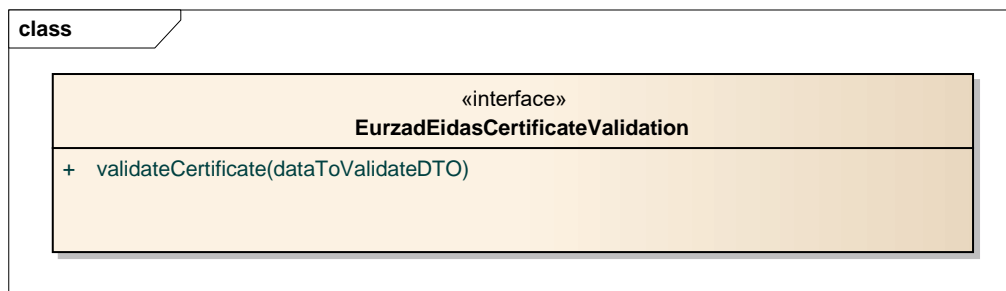 class
«interface»
EurzadEidasCertificateValidation
+ validateCertificate(dataToValidateDTO)